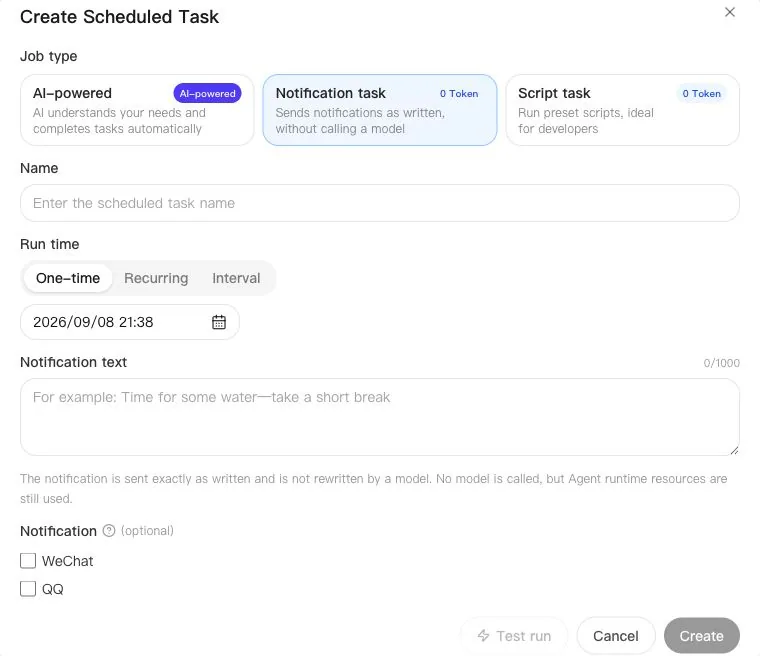 Create Scheduled Task
Job type
AI-powered
AI-powered
AI understands your needs and
completes tasks automatically
Notification task
0 Token
Sends notifications as written,
without calling a model
Script task
0 Token
Run preset scripts, ideal
for developers
Name
Enter the scheduled task name
Run time
One-time
Recurring
Interval
2026/09/08 21:38
Notification text
0/1000
For example: Time for some water—take a short break
The notification is sent exactly as written and is not rewritten by a model. No model is called, but Agent runtime resources are
still used.
Notification ? (optional)
WeChat
QQ
Test run
Cancel
Create